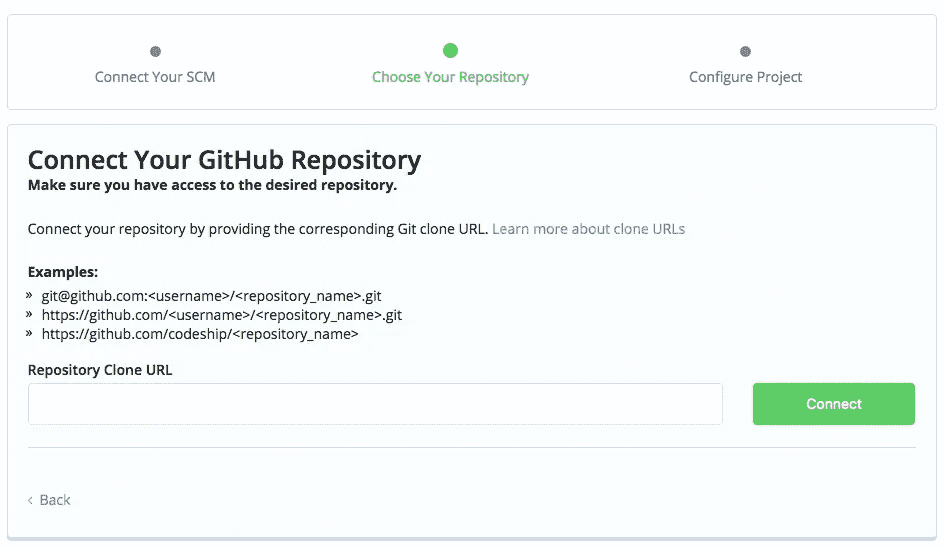 Connect Your SCM
Choose Your Repository
Configure Project
Connect Your GitHub Repository
Make sure you have access to the desired repository.
Connect your repository by providing the corresponding Git clone URL. Learn more about clone URLs
Examples:
» git@github.com:<username>/<repository_name>.git
» https://github.com/<username>/<repository_name>.git
» https://github.com/codeship/<repository_name>
Repository Clone URL
Connect
‹ Back